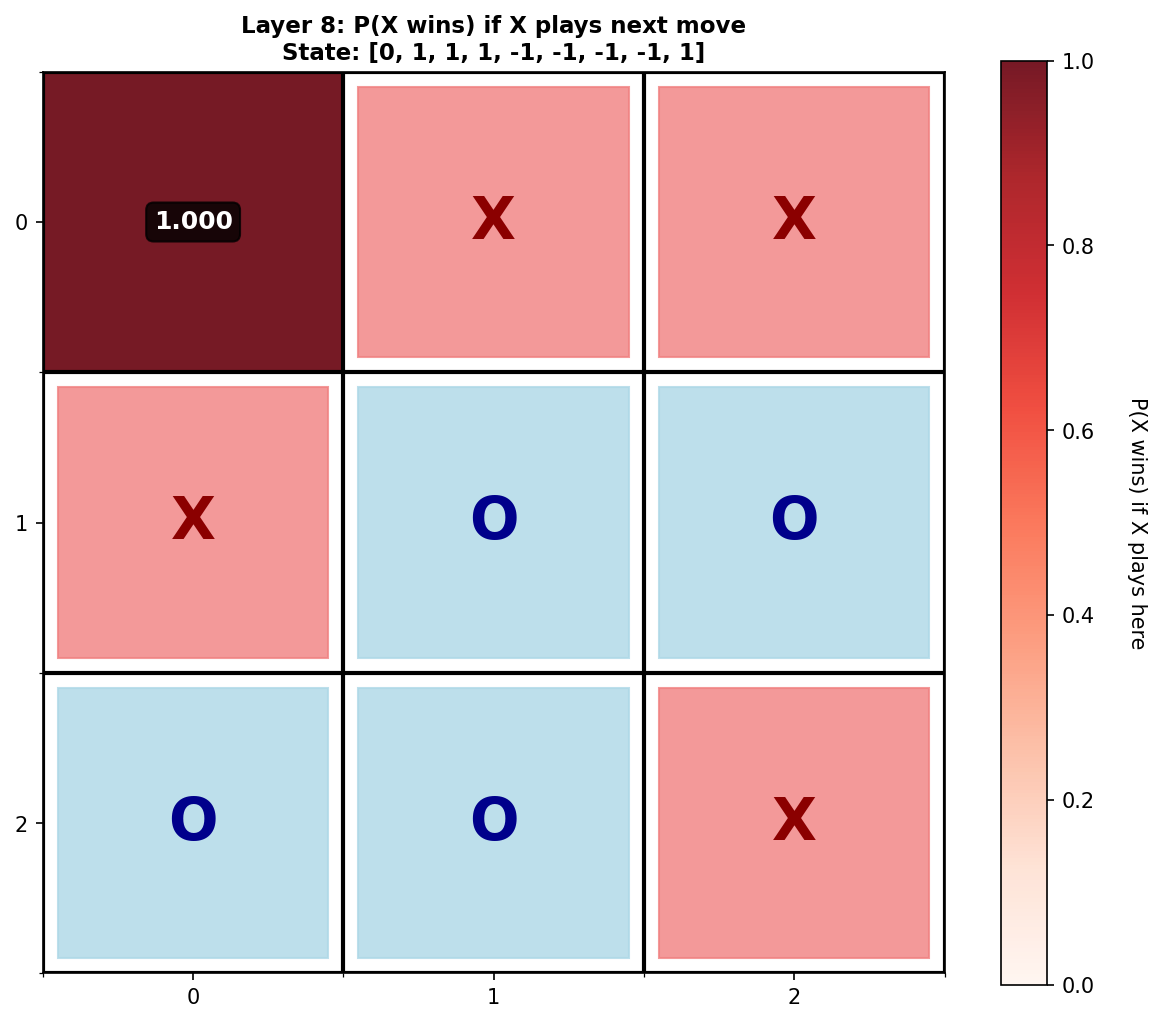 Layer 8: P(X wins) if X plays next move
State: [0, 1, 1, 1, -1, -1, -1, -1, 1]
1.000
X
X
X
O
O
O
O
X
0
1
2
0
1
2
1.0
0.8
0.6
0.4
0.2
0.0
P(X wins) if X plays here